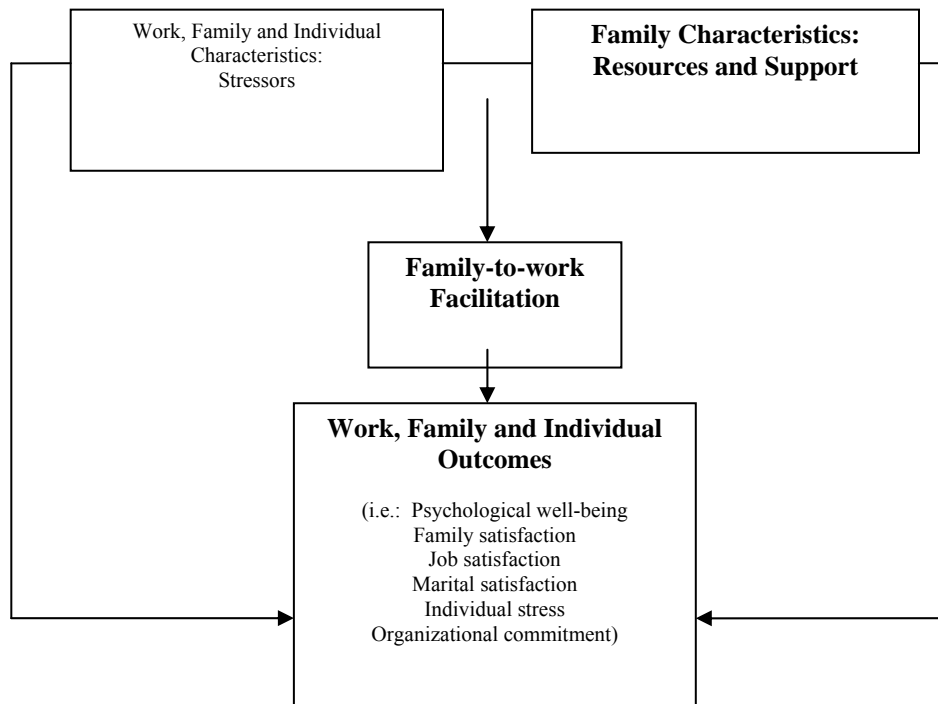 Work, Family and Individual
Characteristics:
Stressors
Family Characteristics:
Resources and Support
Family-to-work
Facilitation
Work, Family and Individual
Outcomes
(i.e.: Psychological well-being
Family satisfaction
Job satisfaction
Marital satisfaction
Individual stress
Organizational commitment)